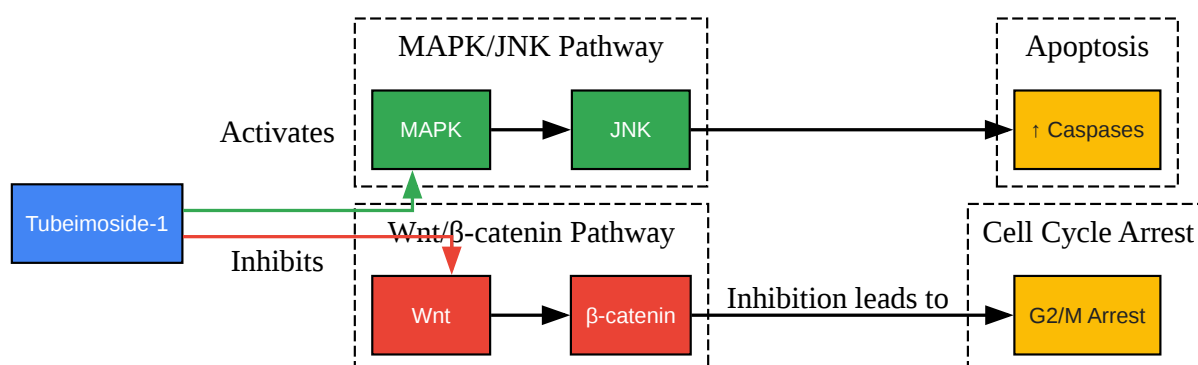 MAPK/JNK Pathway
Apoptosis
Activates
MAPK
JNK
↑ Caspases
Tubeimoside-1
Inhibits
Wnt/β-catenin Pathway
Cell Cycle Arrest
Wnt
β-catenin
Inhibition leads to
G2/M Arrest